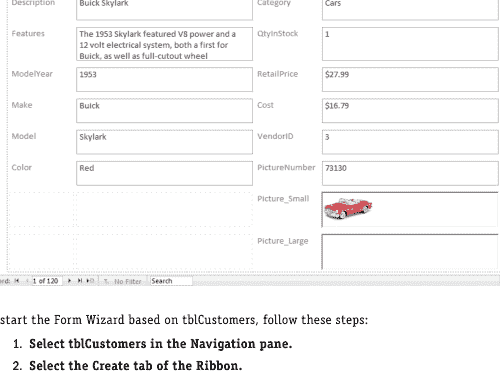 Description Buick Skylark Category Cars
Features The 1953 Skylark featured V8 power and a QtyInStock 1
12 volt electrical system, both a first for
Buick, as well as full-cutout wheel
ModelYear 1953 RetailPrice $27.99
Make Buick Cost $16.79
Model Skylark VendorID 3
Color Red PictureNumber 73130
Picture_Small
Picture_Large
ord: 1 of 120 No Filter Search
start the Form Wizard based on tblCustomers, follow these steps:
1. Select tblCustomers in the Navigation pane.
2. Select the Create tab of the Ribbon.